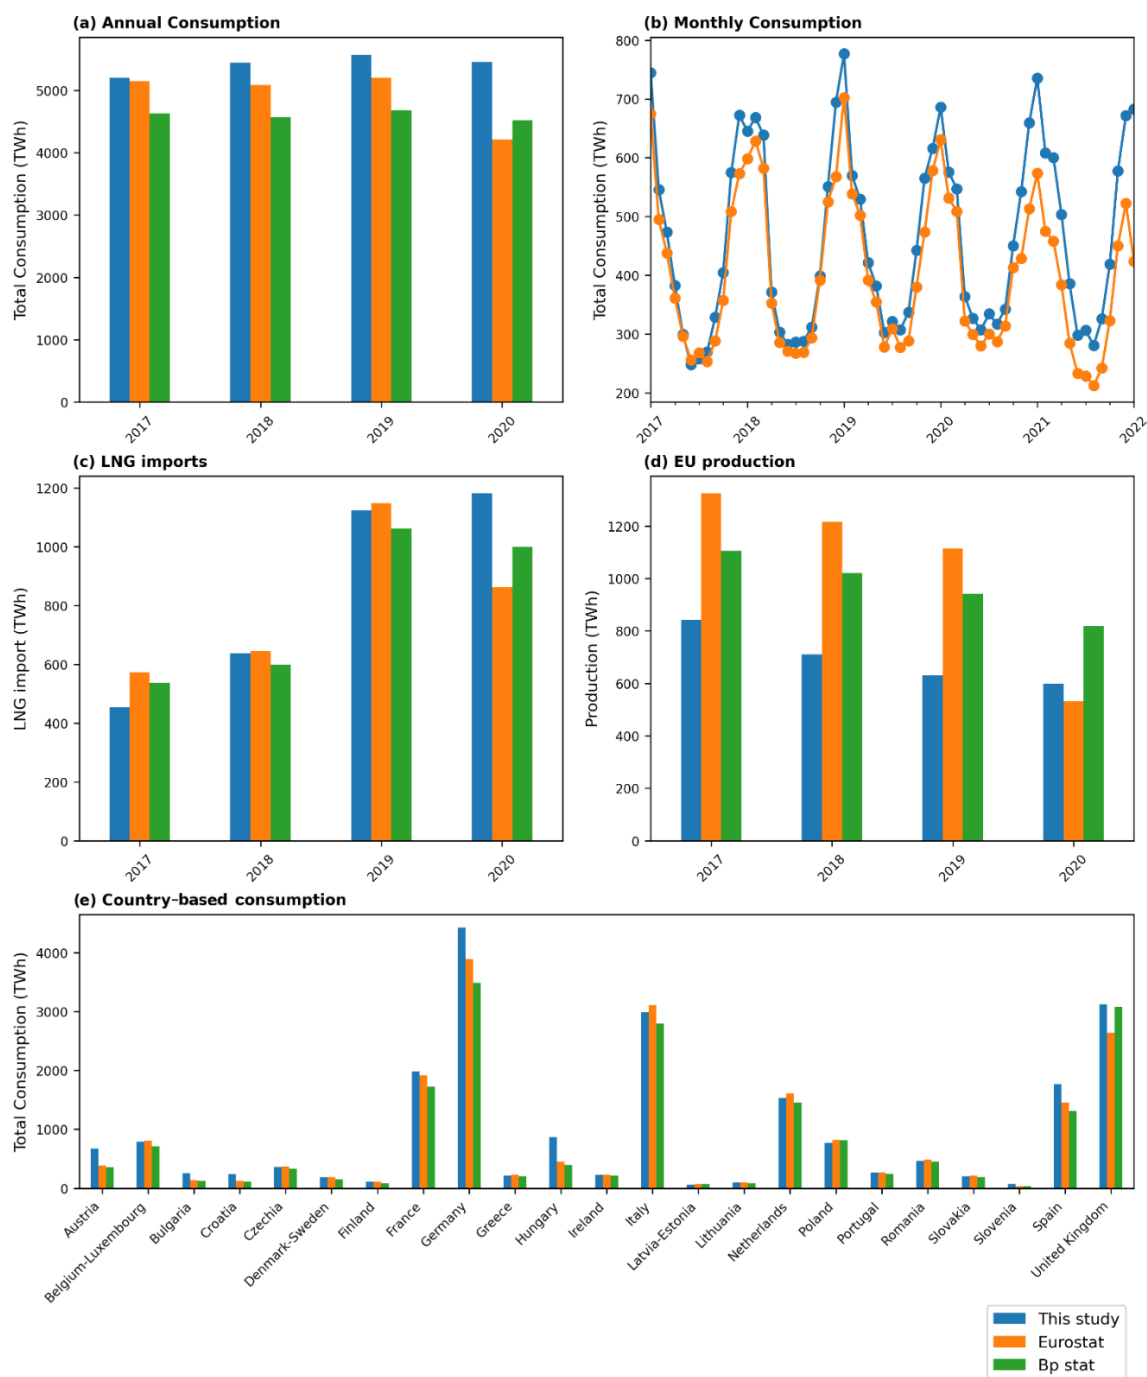 (a) Annual Consumption
Total Consumption (TWh)
5000
4000
3000
2000
1000
0
2017
2018
2019
2020
(b) Monthly Consumption
Total Consumption (TWh)
800
700
600
500
400
300
200
2017
2018
2019
2020
2021
2022
(c) LNG imports
LNG import (TWh)
1200
1000
800
600
400
200
0
2017
2018
2019
2020
(d) EU production
Production (TWh)
1200
1000
800
600
400
200
0
2017
2018
2019
2020
(e) Country-based consumption
Total Consumption (TWh)
4000
3000
2000
1000
0
Austria
Belgium-Luxembourg
Bulgaria
Croatia
Czechia
Denmark-Sweden
Finland
France
Germany
Greece
Hungary
Ireland
Italy
Latvia-Estonia
Lithuania
Netherlands
Poland
Portugal
Romania
Slovakia
Slovenia
Spain
United Kingdom
This study
Eurostat
Bp stat